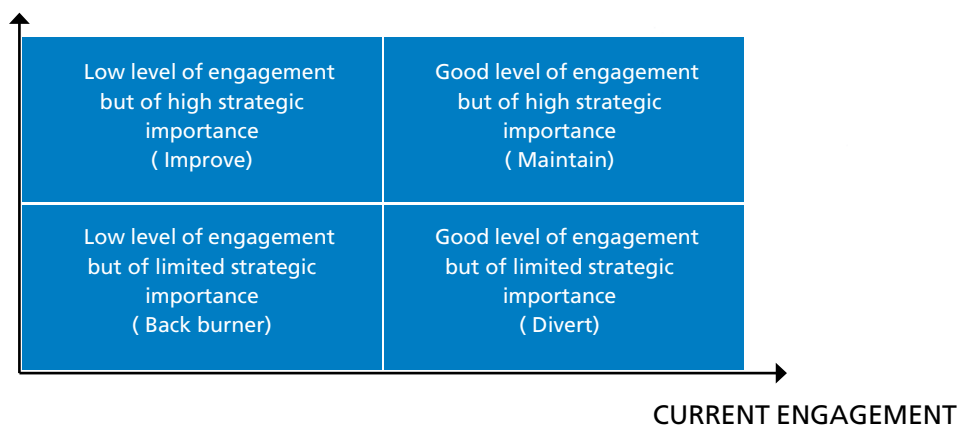 Low level of engagement
but of high strategic
importance
( Improve)
Good level of engagement
but of high strategic
importance
( Maintain)
Low level of engagement
but of limited strategic
importance
( Back burner)
Good level of engagement
but of limited strategic
importance
( Divert)
CURRENT ENGAGEMENT